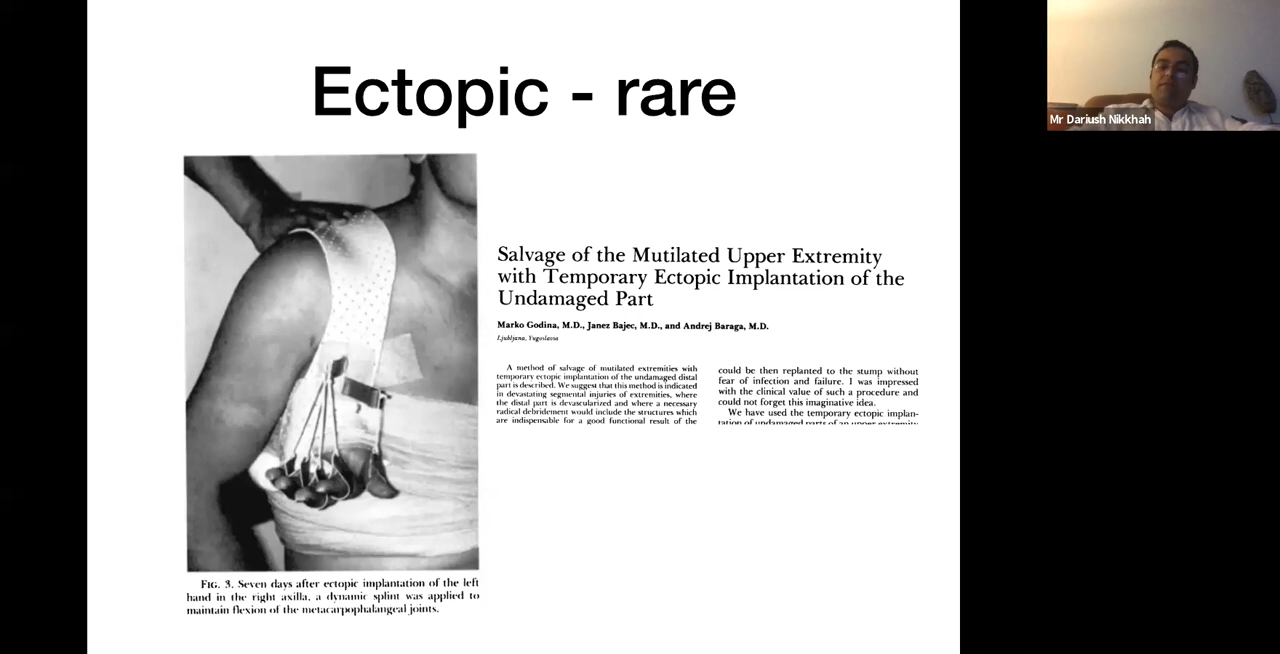 Ectopic - rare
Mr Dariush Nikkhah
Salvage of the Mutilated Upper Extremity
with Temporary Ectopic Implantation of the
Undamaged Part
Marko Godina, M.D., Janez Bajec, M.D., and Andrej Baraga, M.D.
Ljubljana, Yugoslavia
A method of salvage of mutilated extremities with
temporary ectopic implantation of the undamaged distal
part is described. We suggest that this method is indicated
in devastating segmental injuries of extremities, where
the distal part is devascularized and where a necessary
radical debridement would include the structures which
are indispensable for a good functional result of the
could be then replanted to the stump without
fear of infection and failure. I was impressed
with the clinical value of such a procedure and
could not forget this imaginative idea.
We have used the temporary ectopic implan-
tation of undamaged parts of an upper extremity
FIG. 3. Seven days after ectopic implantation of the left
hand in the right axilla, a dynamic splint was applied to
maintain flexion of the metacarpophalangeal joints.